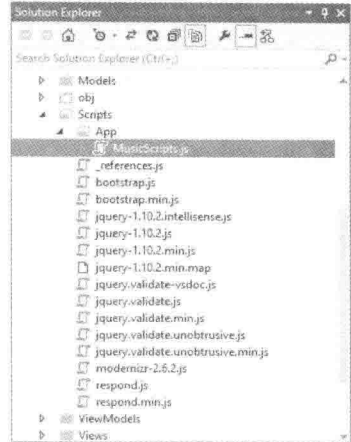 Solution Explorer
Search Solution Explorer (Ctrl+;)
Models
obj
Scripts
App
MusicScripts.js
_references.js
bootstrap.js
bootstrap.min.js
jquery-1.10.2.intellisense.js
jquery-1.10.2.js
jquery-1.10.2.min.js
jquery-1.10.2.min.map
jquery.validate-vsdoc.js
jquery.validate.js
jquery.validate.min.js
jquery.validate.unobtrusive.js
jquery.validate.unobtrusive.min.js
modernizr-2.6.2.js
respond.js
respond.min.js
ViewModels
Views